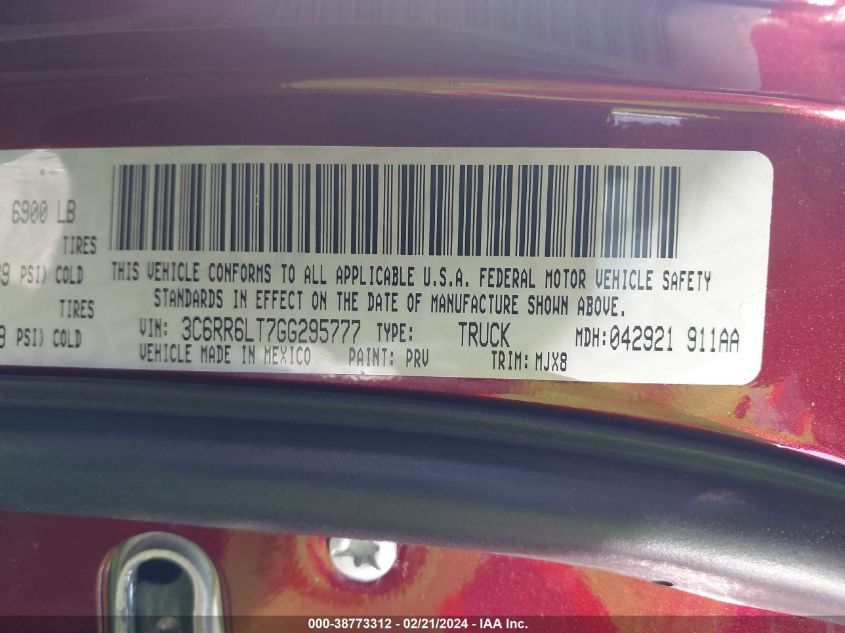 6900 LB
TIRES
9 PSI) COLD
TIRES
9 PSI) COLD
THIS VEHICLE CONFORMS TO ALL APPLICABLE U.S.A. FEDERAL MOTOR VEHICLE SAFETY
STANDARDS IN EFFECT ON THE DATE OF MANUFACTURE SHOWN ABOVE.
VIN: 3C6RR6LT7GG295777 TYPE: TRUCK MDH:042921 911AA
VEHICLE MADE IN MEXICO PAINT: PRV TRIM: MJX8
000-38773312 - 02/21/2024 - IAA Inc.